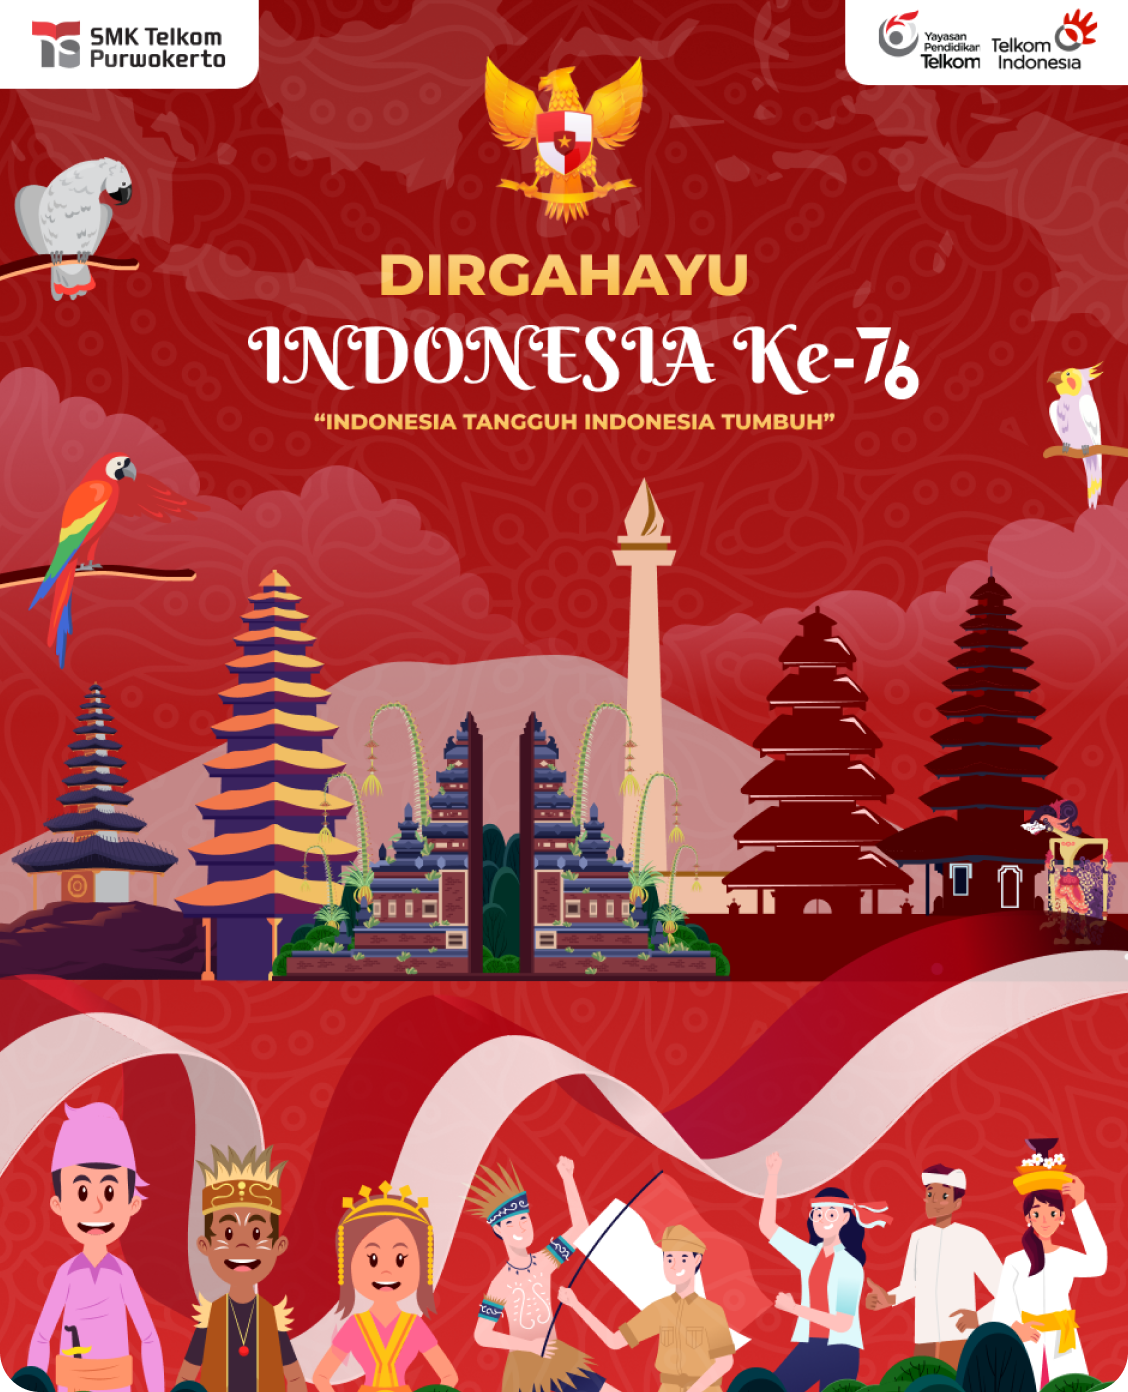 SMK Telkom
Purwokerto
Yayasan
Pendidikan
Telkom
Telkom
Indonesia
DIRGAHAYU
INDONESIA Ke-76
“INDONESIA TANGGUH INDONESIA TUMBUH”